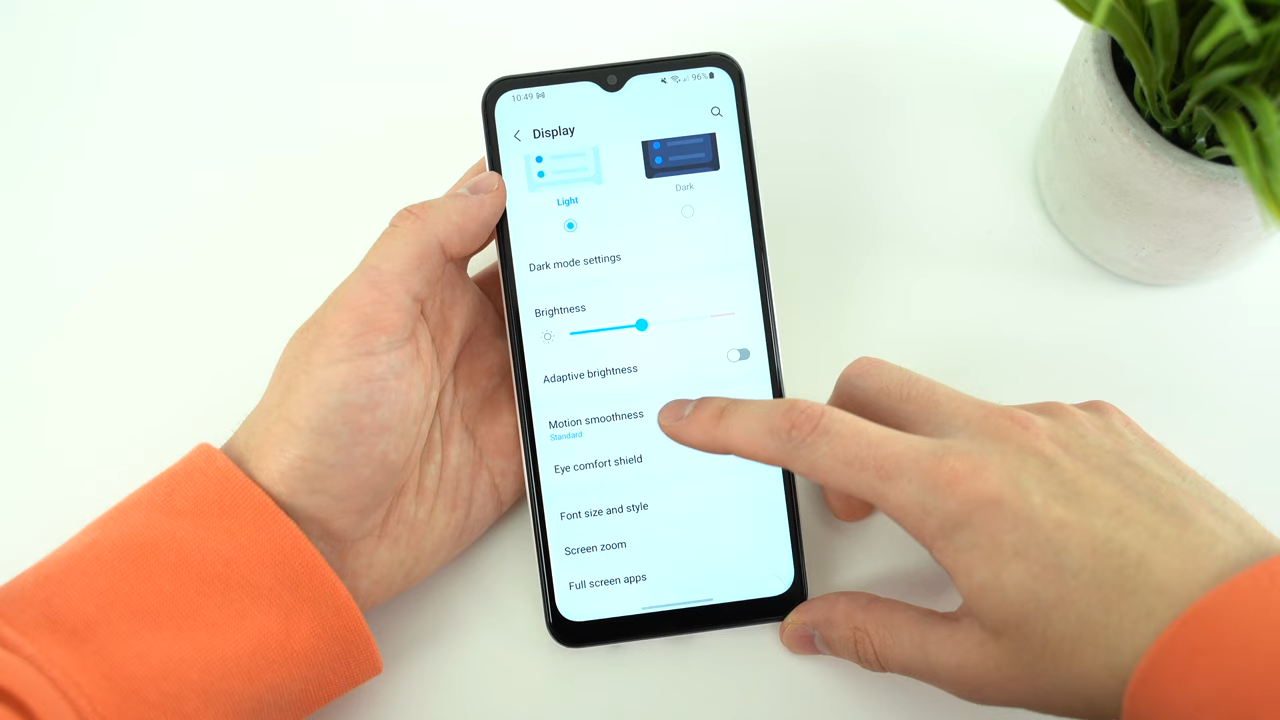 10:49
96%
Display
Light
Dark
Dark mode settings
Brightness
Adaptive brightness
Motion smoothness
Standard
Eye comfort shield
Font size and style
Screen zoom
Full screen apps